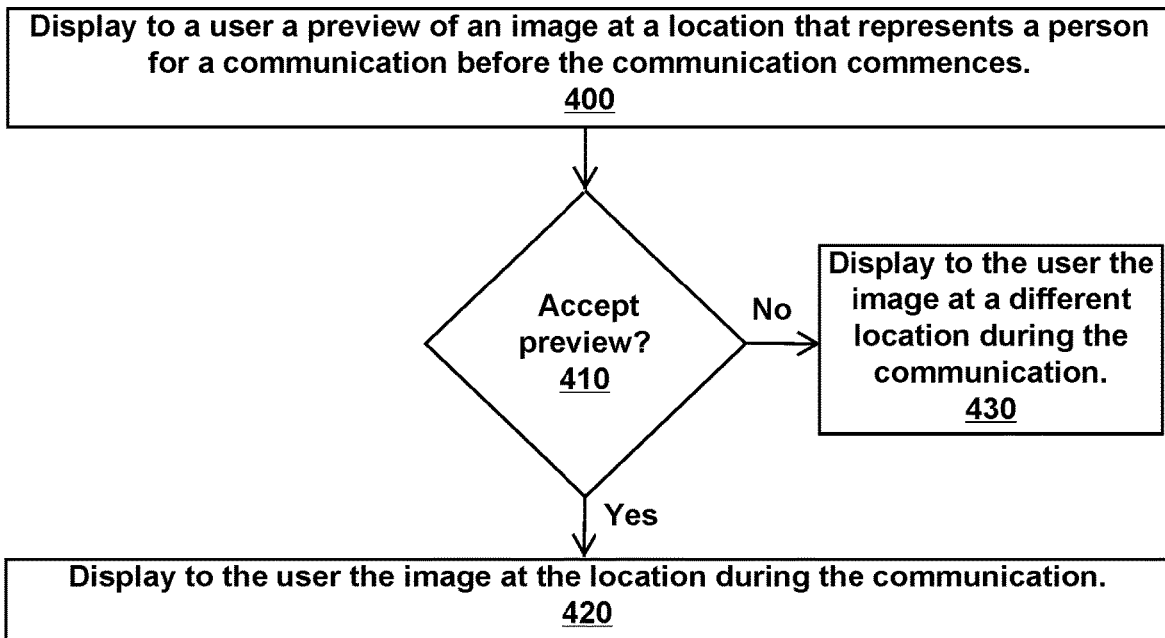 Display to a user a preview of an image at a location that represents a person
for a communication before the communication commences.
400
Accept
preview?
410
No
Display to the user the
image at a different
location during the
communication.
430
Yes
Display to the user the image at the location during the communication.
420